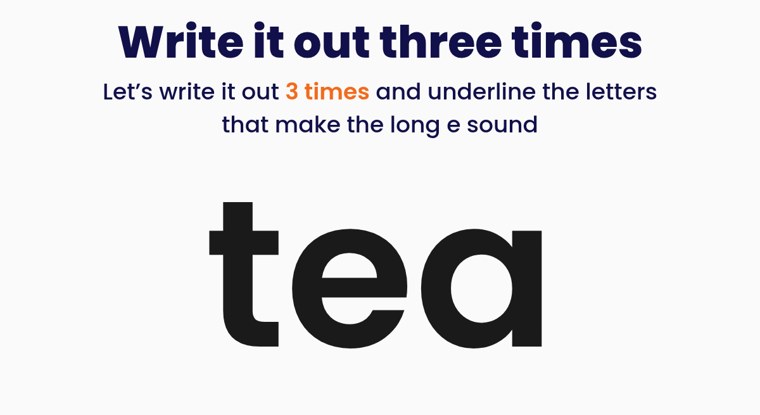 Write it out three times
Let’s write it out 3 times and underline the letters
that make the long e sound
tea